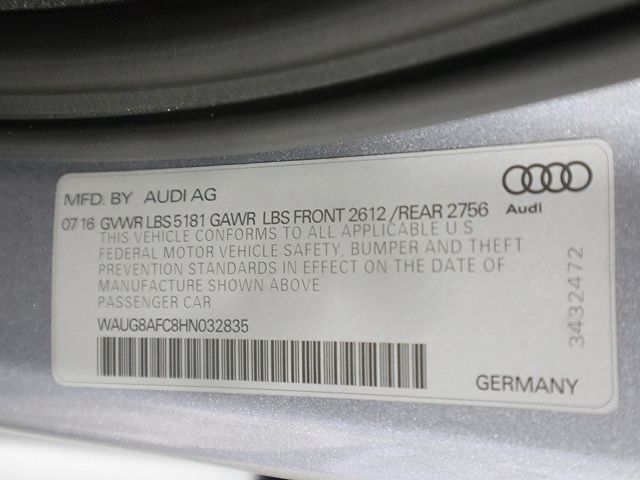 MFD. BY AUDI AG
Audi
07 16 GVWR LBS 5181 GAWR LBS FRONT 2612 /REAR 2756
THIS VEHICLE CONFORMS TO ALL APPLICABLE U S
FEDERAL MOTOR VEHICLE SAFETY, BUMPER AND THEFT
PREVENTION STANDARDS IN EFFECT ON THE DATE OF
MANUFACTURE SHOWN ABOVE
PASSENGER CAR
3432472
WAUG8AFC8HN032835
GERMANY